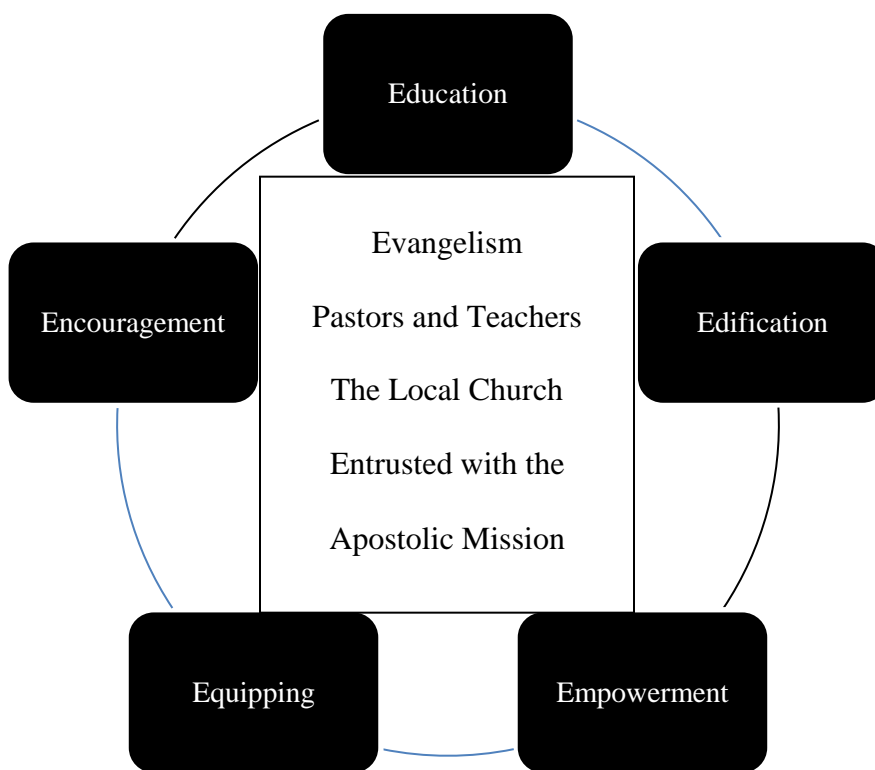 Education
Evangelism
Pastors and Teachers
The Local Church
Entrusted with the
Apostolic Mission
Encouragement
Edification
Equipping
Empowerment